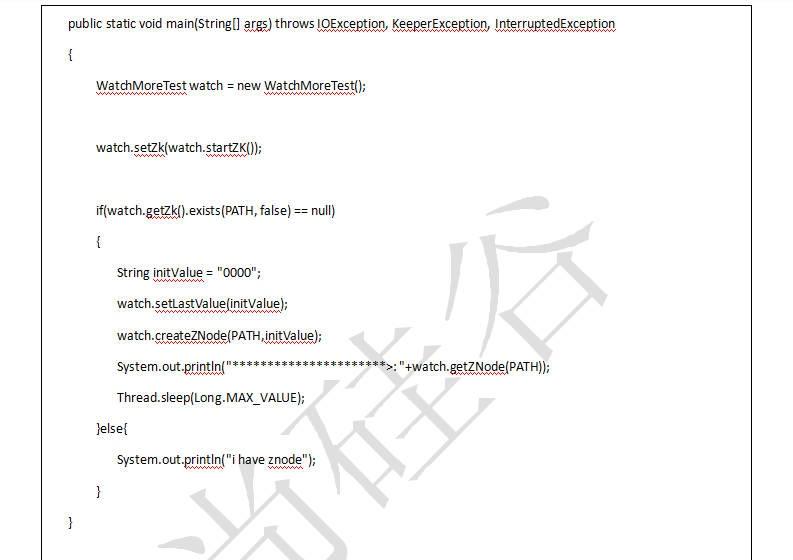 public static void main(String[] args) throws IOException, KeeperException, InterruptedException
{
WatchMoreTest watch = new WatchMoreTest();
watch.setZk(watch.startZK());
if(watch.getZk().exists(PATH, false) == null)
{
String initValue = "0000";
watch.setLastValue(initValue);
watch.createZNode(PATH,initValue);
System.out.println("**********************>: "+watch.getZNode(PATH));
Thread.sleep(Long.MAX_VALUE);
}else{
System.out.println("i have znode");
}
}
尚硅谷